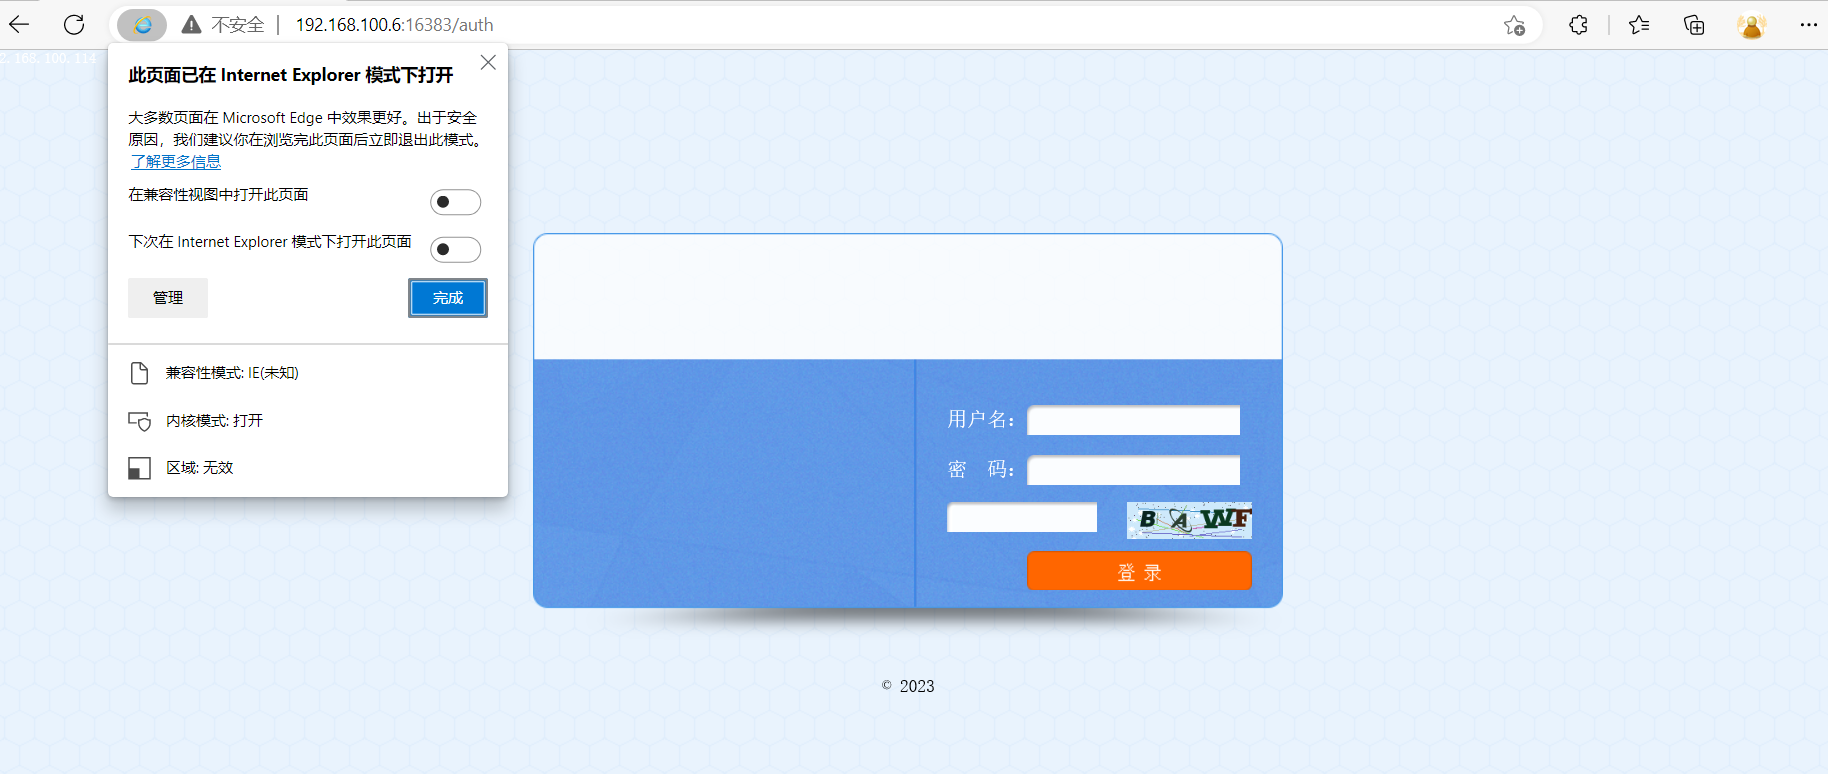 不安全 | 192.168.100.6:16383/auth
2.168.100.114
此页面已在 Internet Explorer 模式下打开
大多数页面在 Microsoft Edge 中效果更好。出于安全
原因，我们建议你在浏览完此页面后立即退出此模式。
了解更多信息
在兼容性视图中打开此页面
下次在 Internet Explorer 模式下打开此页面
管理
完成
兼容性模式: IE(未知)
内核模式: 打开
区域: 无效
用户名：
密 码：
BAWF
登 录
© 2023